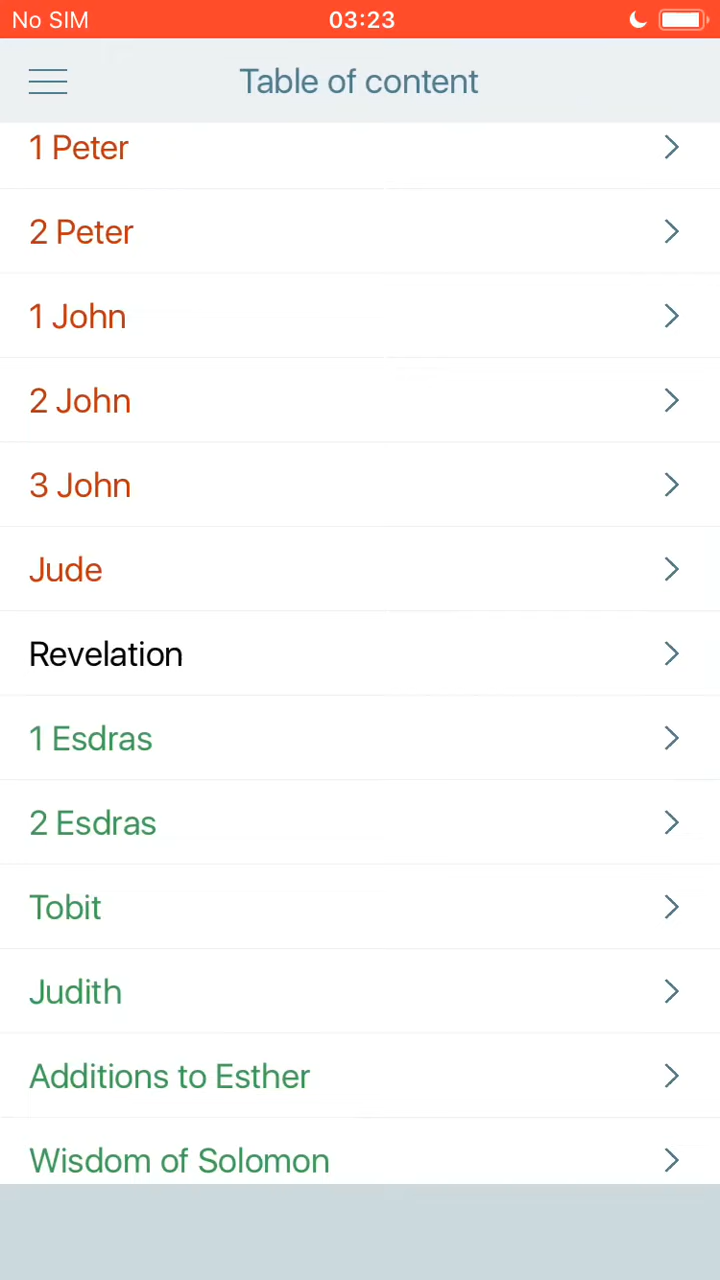 No SIM 03:23
Table of content
1 Peter
2 Peter
1 John
2 John
3 John
Jude
Revelation
1 Esdras
2 Esdras
Tobit
Judith
Additions to Esther
Wisdom of Solomon